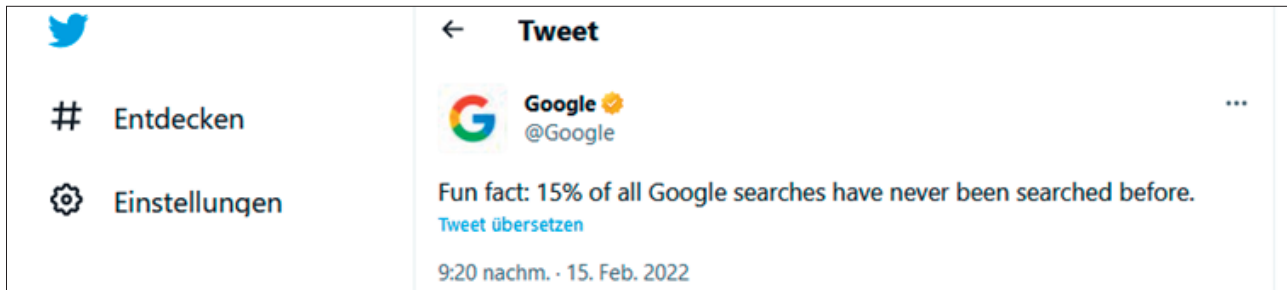 Tweet
Entdecken
Einstellungen
Google
@Google
Fun fact: 15% of all Google searches have never been searched before.
Tweet übersetzen
9:20 nachm. · 15. Feb. 2022